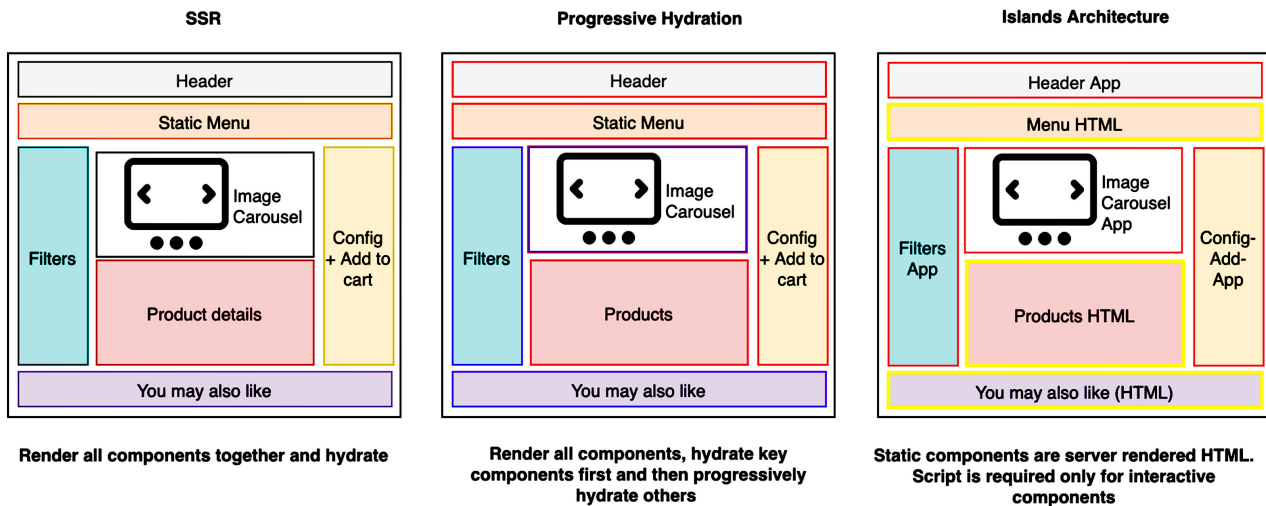 SSR
Header
Static Menu
Filters
Image
Carousel
Config
+ Add to
cart
Product details
You may also like
Render all components together and hydrate
Progressive Hydration
Header
Static Menu
Filters
Image
Carousel
Config
+ Add to
cart
Products
You may also like
Render all components, hydrate key
components first and then progressively
hydrate others
Islands Architecture
Header App
Menu HTML
Filters
App
Image
Carousel
App
Config-
Add-
App
Products HTML
You may also like (HTML)
Static components are server rendered HTML.
Script is required only for interactive
components